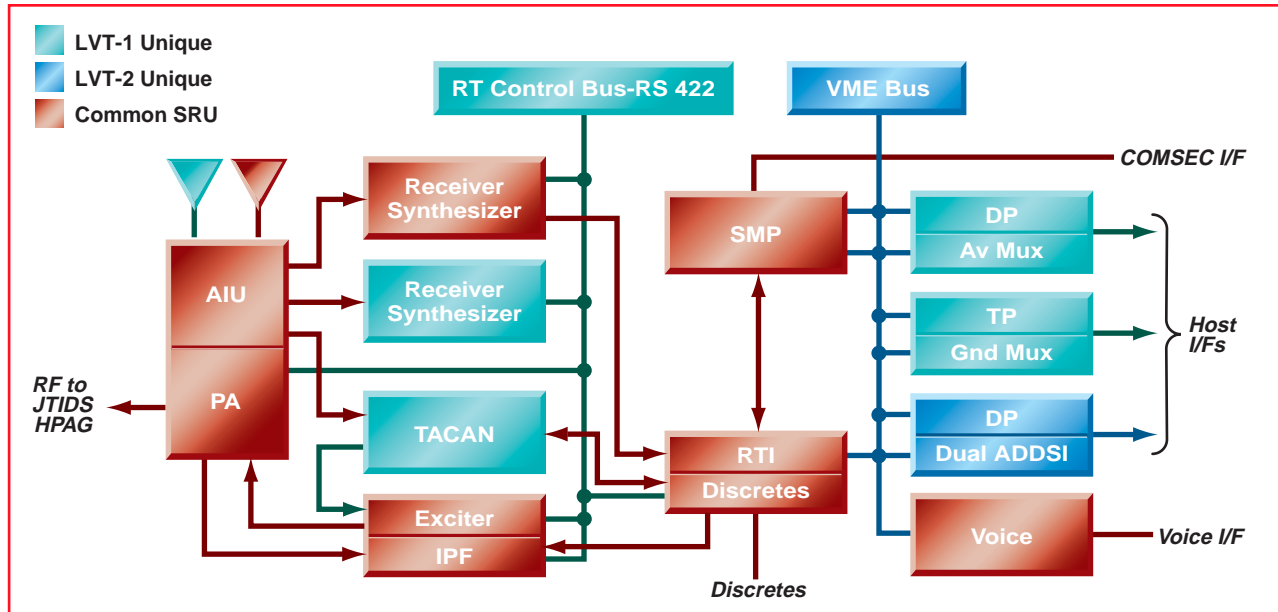 LVT-1 Unique
LVT-2 Unique
Common SRU
RT Control Bus-RS 422
VME Bus
COMSEC I/F
Receiver
Synthesizer
SMP
DP
Av Mux
AIU
Receiver
Synthesizer
TP
Gnd Mux
Host
I/Fs
RF to
JTIDS
HPAG
PA
TACAN
RTI
Discretes
DP
Dual ADDSI
Exciter
IPF
Voice
Voice I/F
Discretes